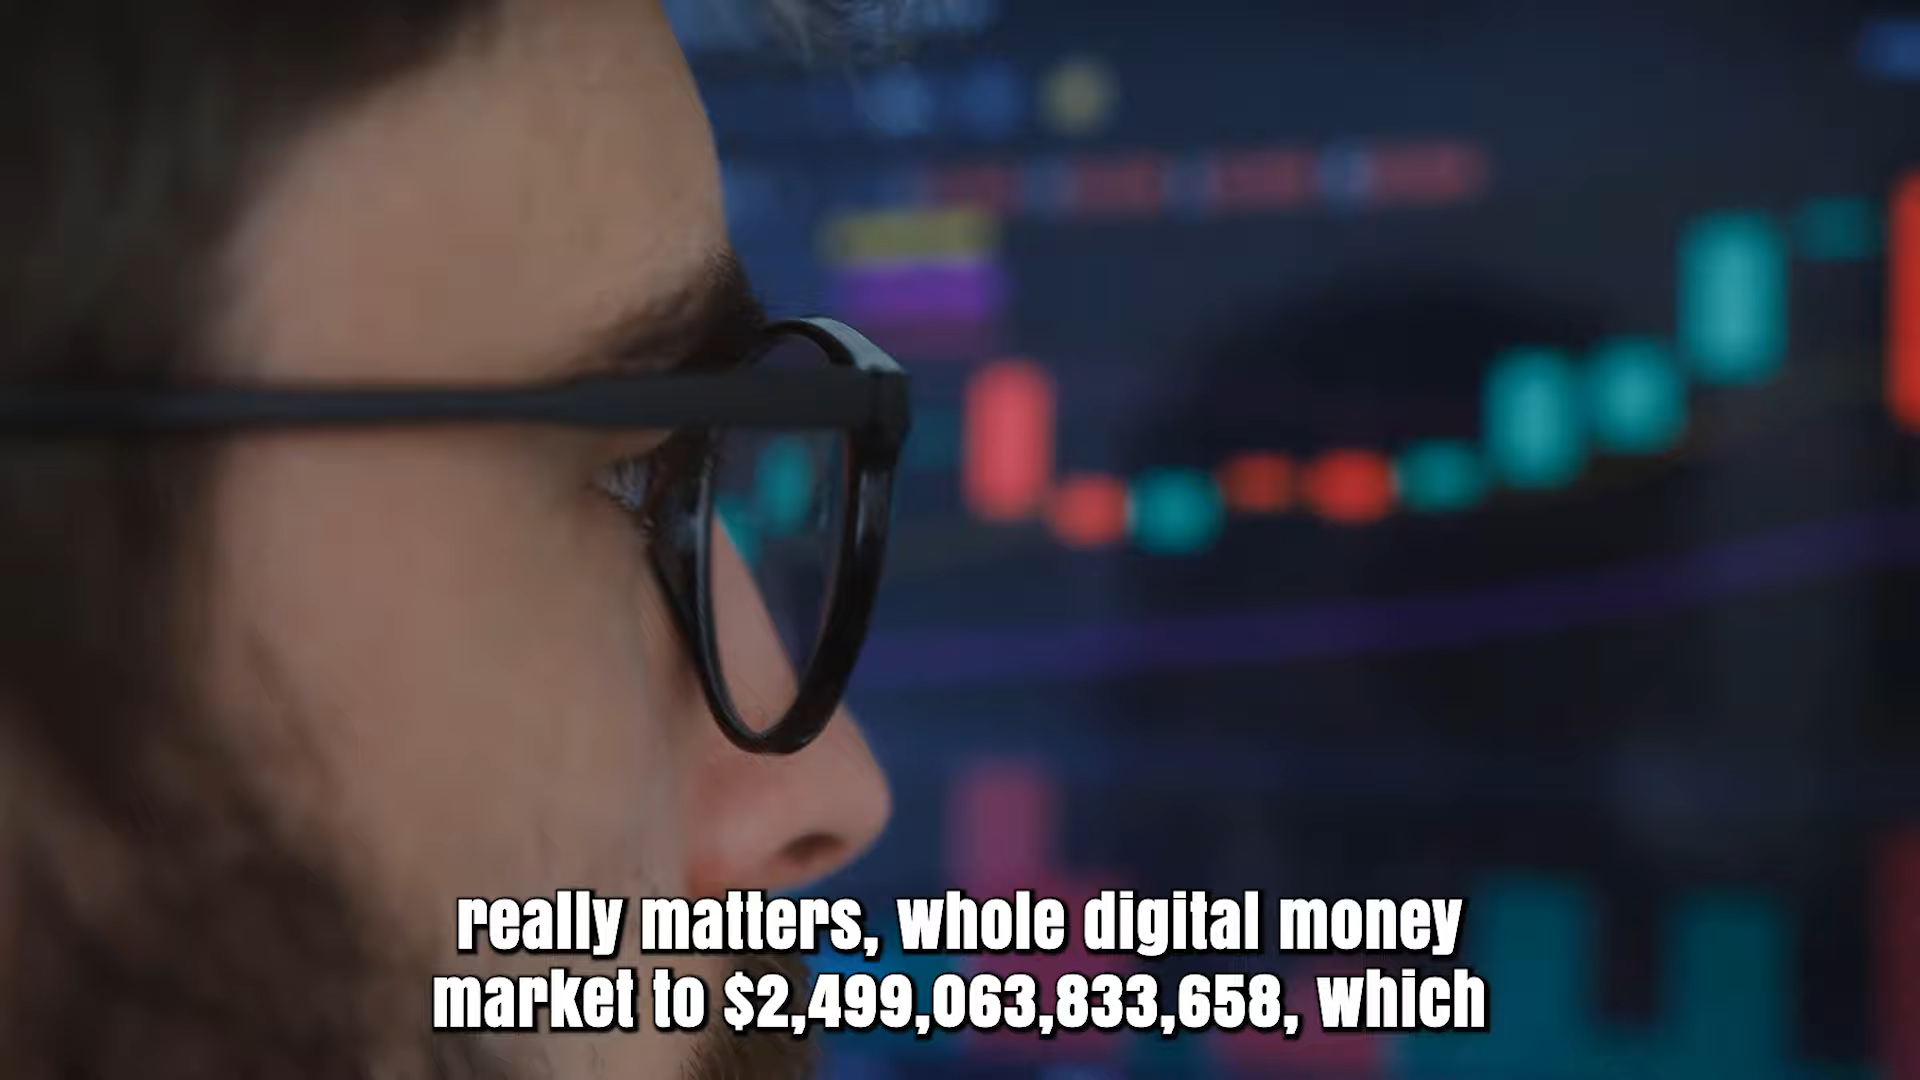 really matters, whole digital money
market to $2,499,063,833,658, which